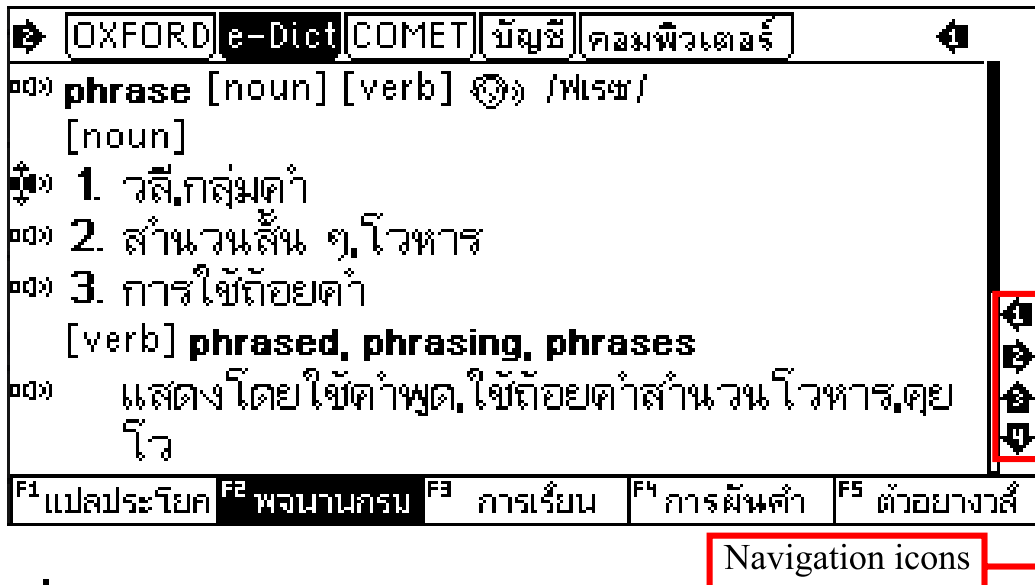 2 OXFORD e-Dict COMET บัญชี คอมพิวเตอร์ 1
phrase [noun] [verb] /ฟเรซ/
[noun]
1. วลี,กลุ่มคำ
2. สำนวนสั้น ๆ,โวหาร
3. การใช้ถ้อยคำ
[verb] phrased, phrasing, phrases
แสดงโดยใช้คำพูด,ใช้ถ้อยคำสำนวนโวหาร,คุย
โว
1
2
3
4
F1 แปลประโยค F2 พจนานุกรม F3 การเรียน F4 การผันคำ F5 ตัวอย่างวลี
Navigation icons